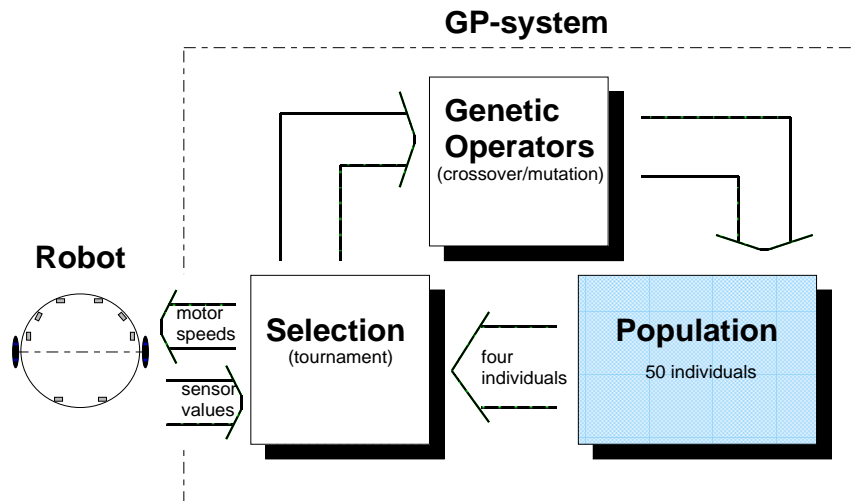 GP-system
Genetic
Operators
(crossover/mutation)
Robot
motor
speeds
Selection
(tournament)
sensor
values
four
individuals
Population
50 individuals